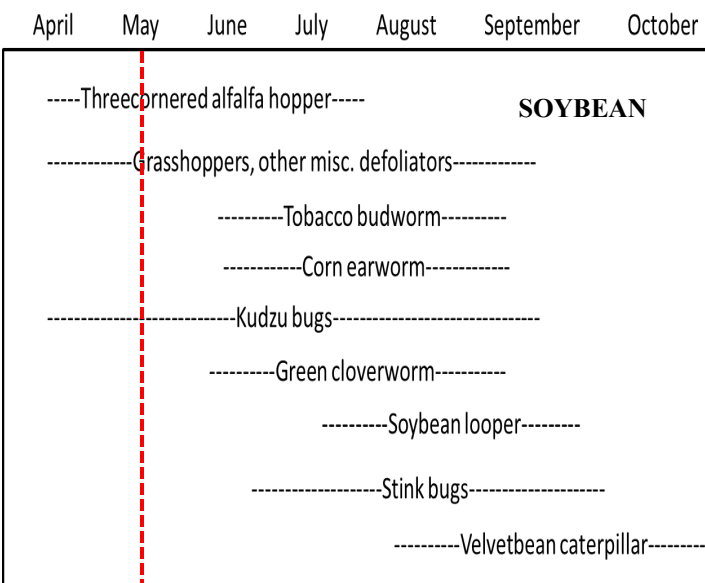 April May June July August September October
-----Threecornered alfalfa hopper-----
SOYBEAN
-------------Grasshoppers, other misc. defoliators-------------
----------Tobacco budworm----------
------------Corn earworm-------------
-----------------------------Kudzu bugs--------------------------------
----------Green cloverworm-----------
----------Soybean looper---------
--------------------Stink bugs---------------------
----------Velvetbean caterpillar---------